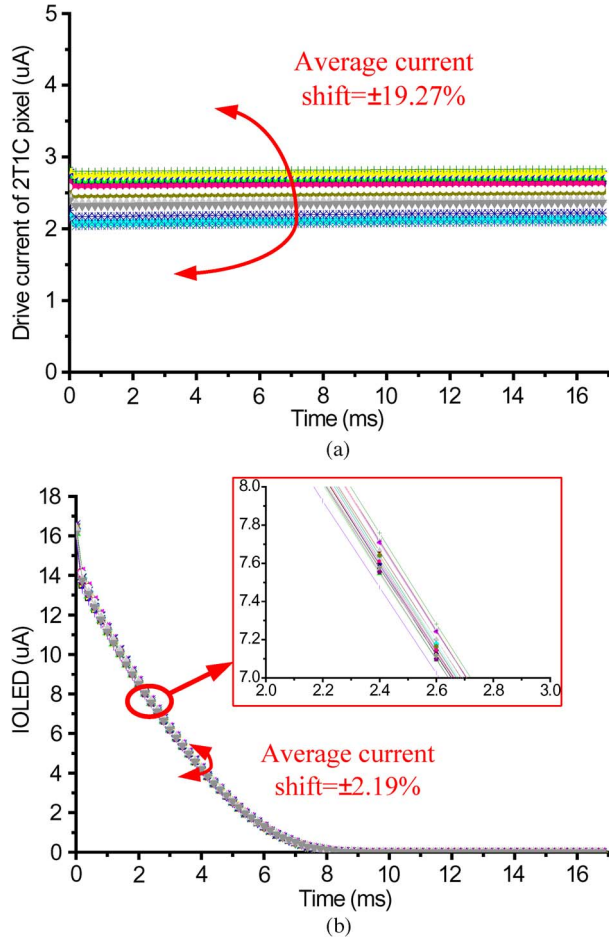 Drive current of 2T1C pixel (uA)
5
4
3
2
1
0
Average current
shift=±19.27%
0 2 4 6 8 10 12 14 16
Time (ms)
(a)
IOLED (uA)
18
16
14
12
10
8
6
4
2
0
8.0
7.8
7.6
7.4
7.2
7.0
2.0 2.2 2.4 2.6 2.8 3.0
Average current
shift=±2.19%
0 2 4 6 8 10 12 14 16
Time (ms)
(b)